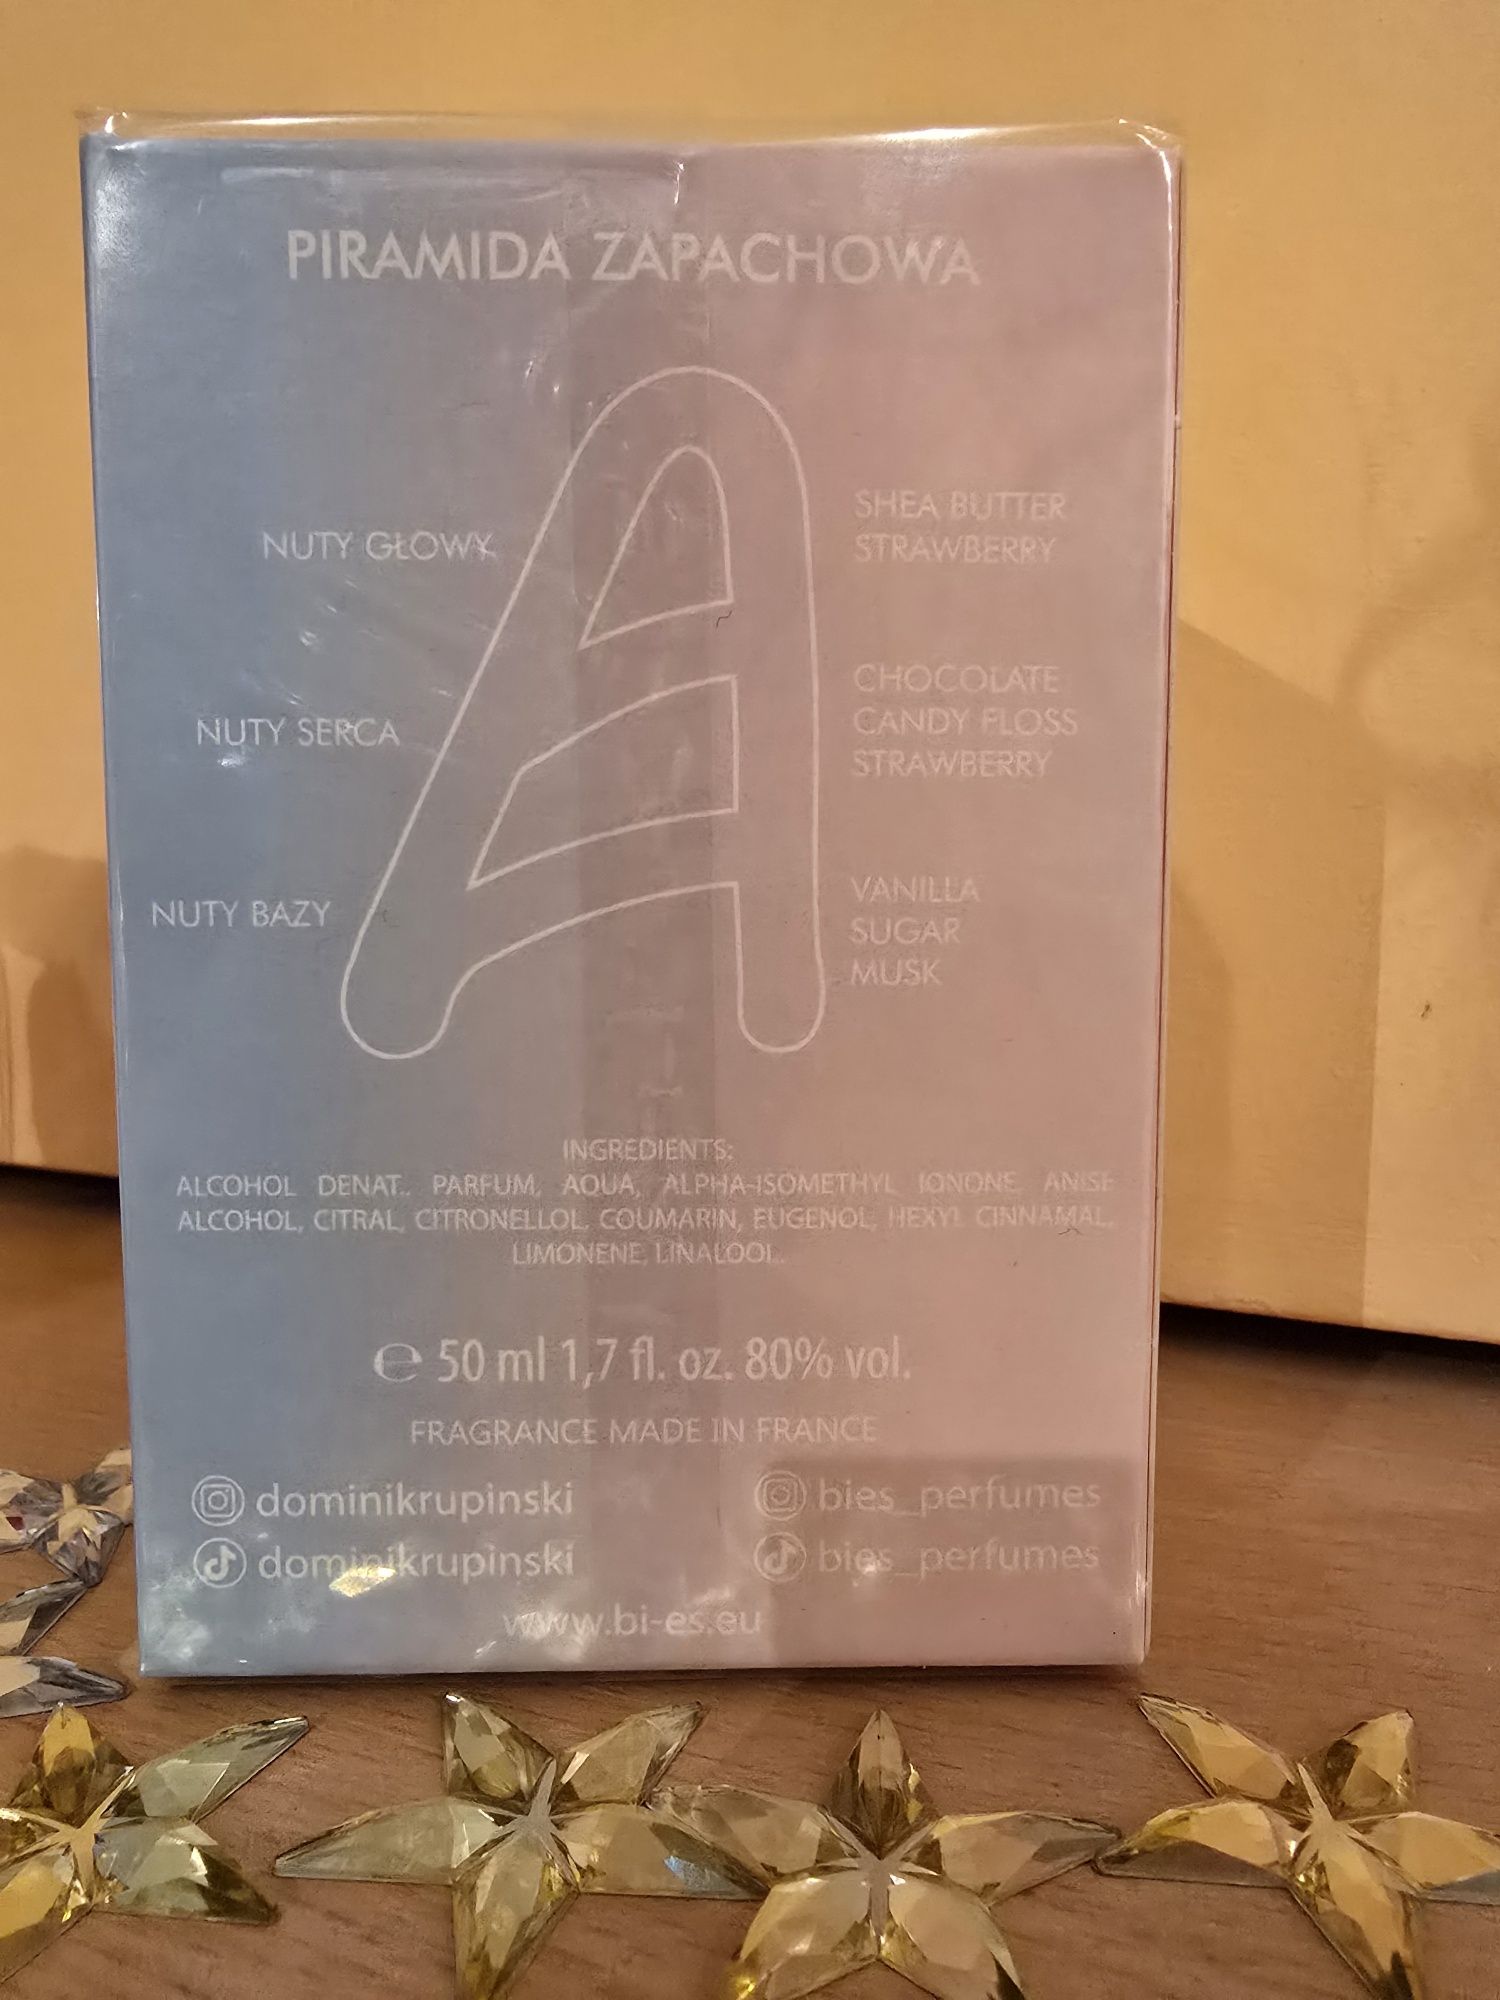 PIRAMIDA ZAPACHOWA
NUTY GŁOWY
SHEA BUTTER
STRAWBERRY
NUTY SERCA
CHOCOLATE
CANDY FLOSS
STRAWBERRY
NUTY BAZY
VANILLA
SUGAR
MUSK
INGREDIENTS:
ALCOHOL DENAT., PARFUM, AQUA, ALPHA-ISOMETHYL IONONE, ANISE
ALCOHOL, CITRAL, CITRONELLOL, COUMARIN, EUGENOL, HEXYL CINNAMAL,
LIMONENE, LINALOOL.
℮ 50 ml 1,7 fl. oz. 80% vol.
FRAGRANCE MADE IN FRANCE
dominikrupinski
bies_perfumes
dominikrupinski
bies_perfumes
www.bi-es.eu